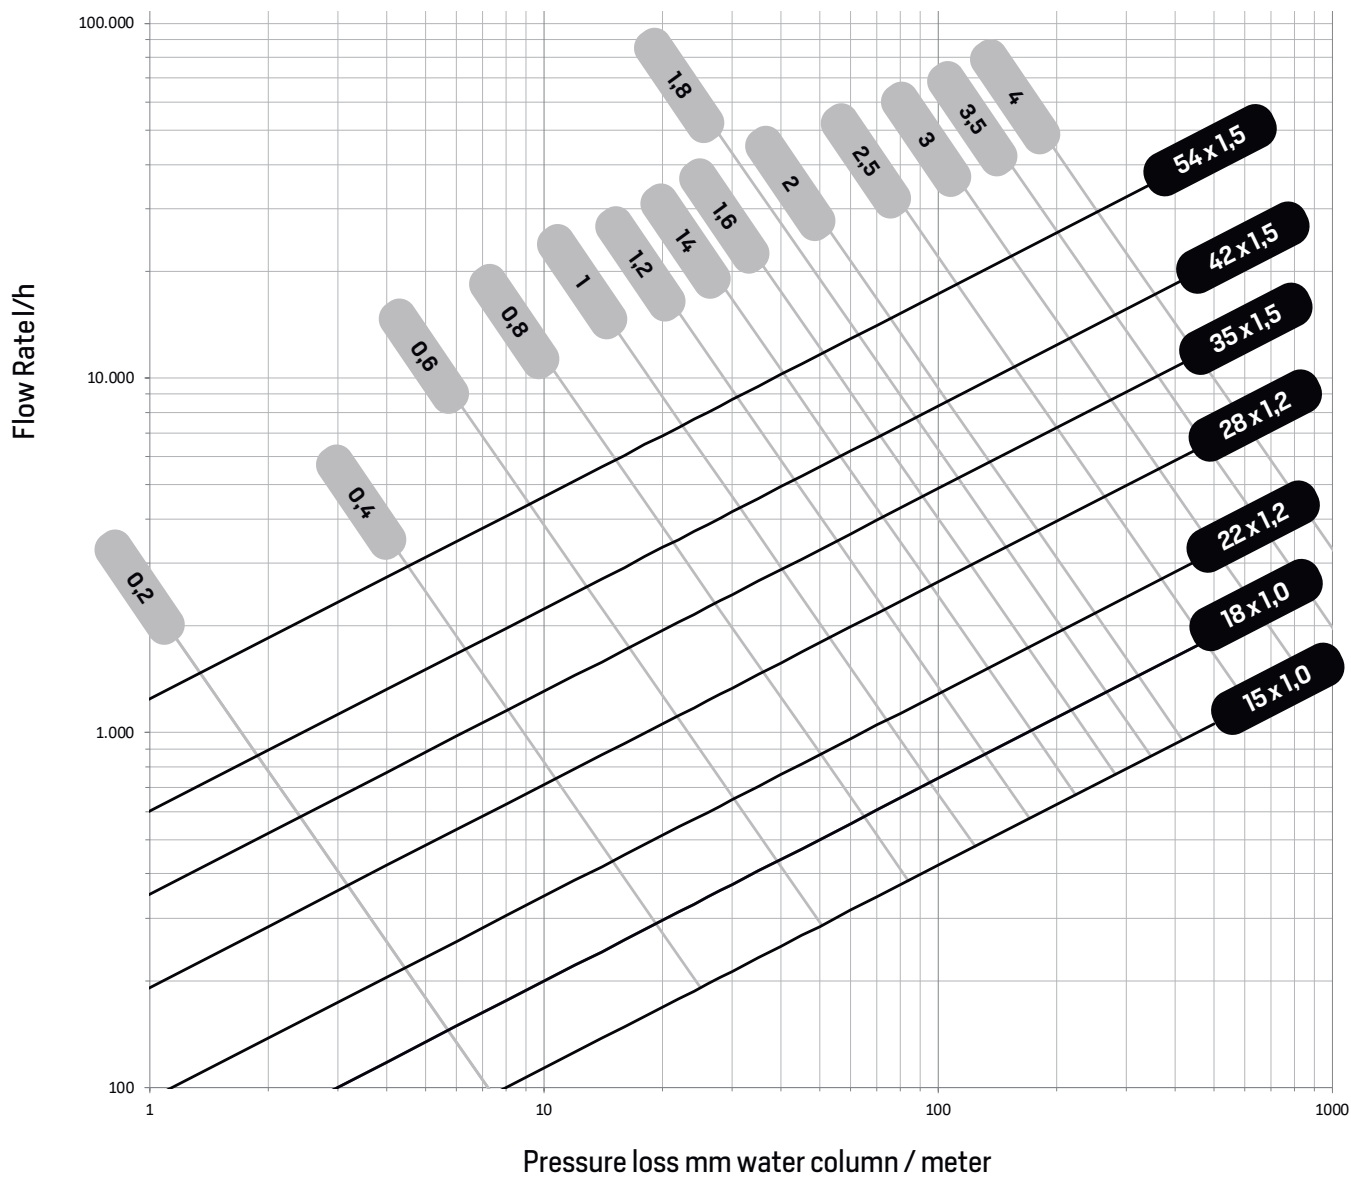 100.000
10.000
1.000
100
Flow Rate l/h
1,8
4
3,5
3
2,5
2
1,6
14
1,2
1
0,8
0,6
0,4
0,2
54 x 1,5
42 x 1,5
35 x 1,5
28 x 1,2
22 x 1,2
18 x 1,0
15 x 1,0
1 10 100 1000
Pressure loss mm water column / meter